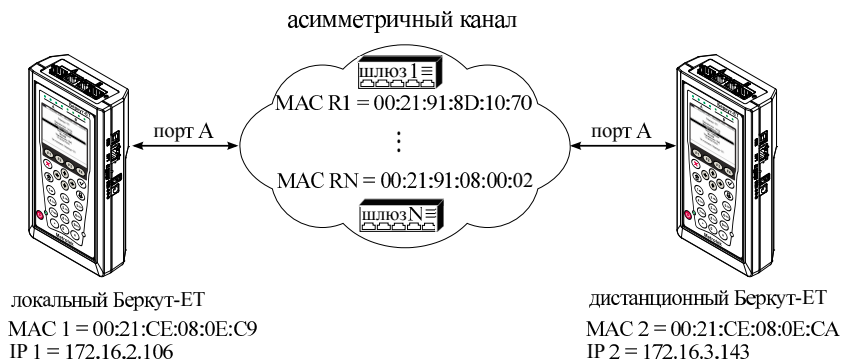 асимметричный канал
шлюз 1
MAC R1 = 00:21:91:8D:10:70
порт A
порт A
⋮
MAC RN = 00:21:91:08:00:02
шлюз N
локальный Беркут-ET
MAC 1 = 00:21:CE:08:0E:C9
IP 1 = 172.16.2.106
дистанционный Беркут-ET
MAC 2 = 00:21:CE:08:0E:CA
IP 2 = 172.16.3.143